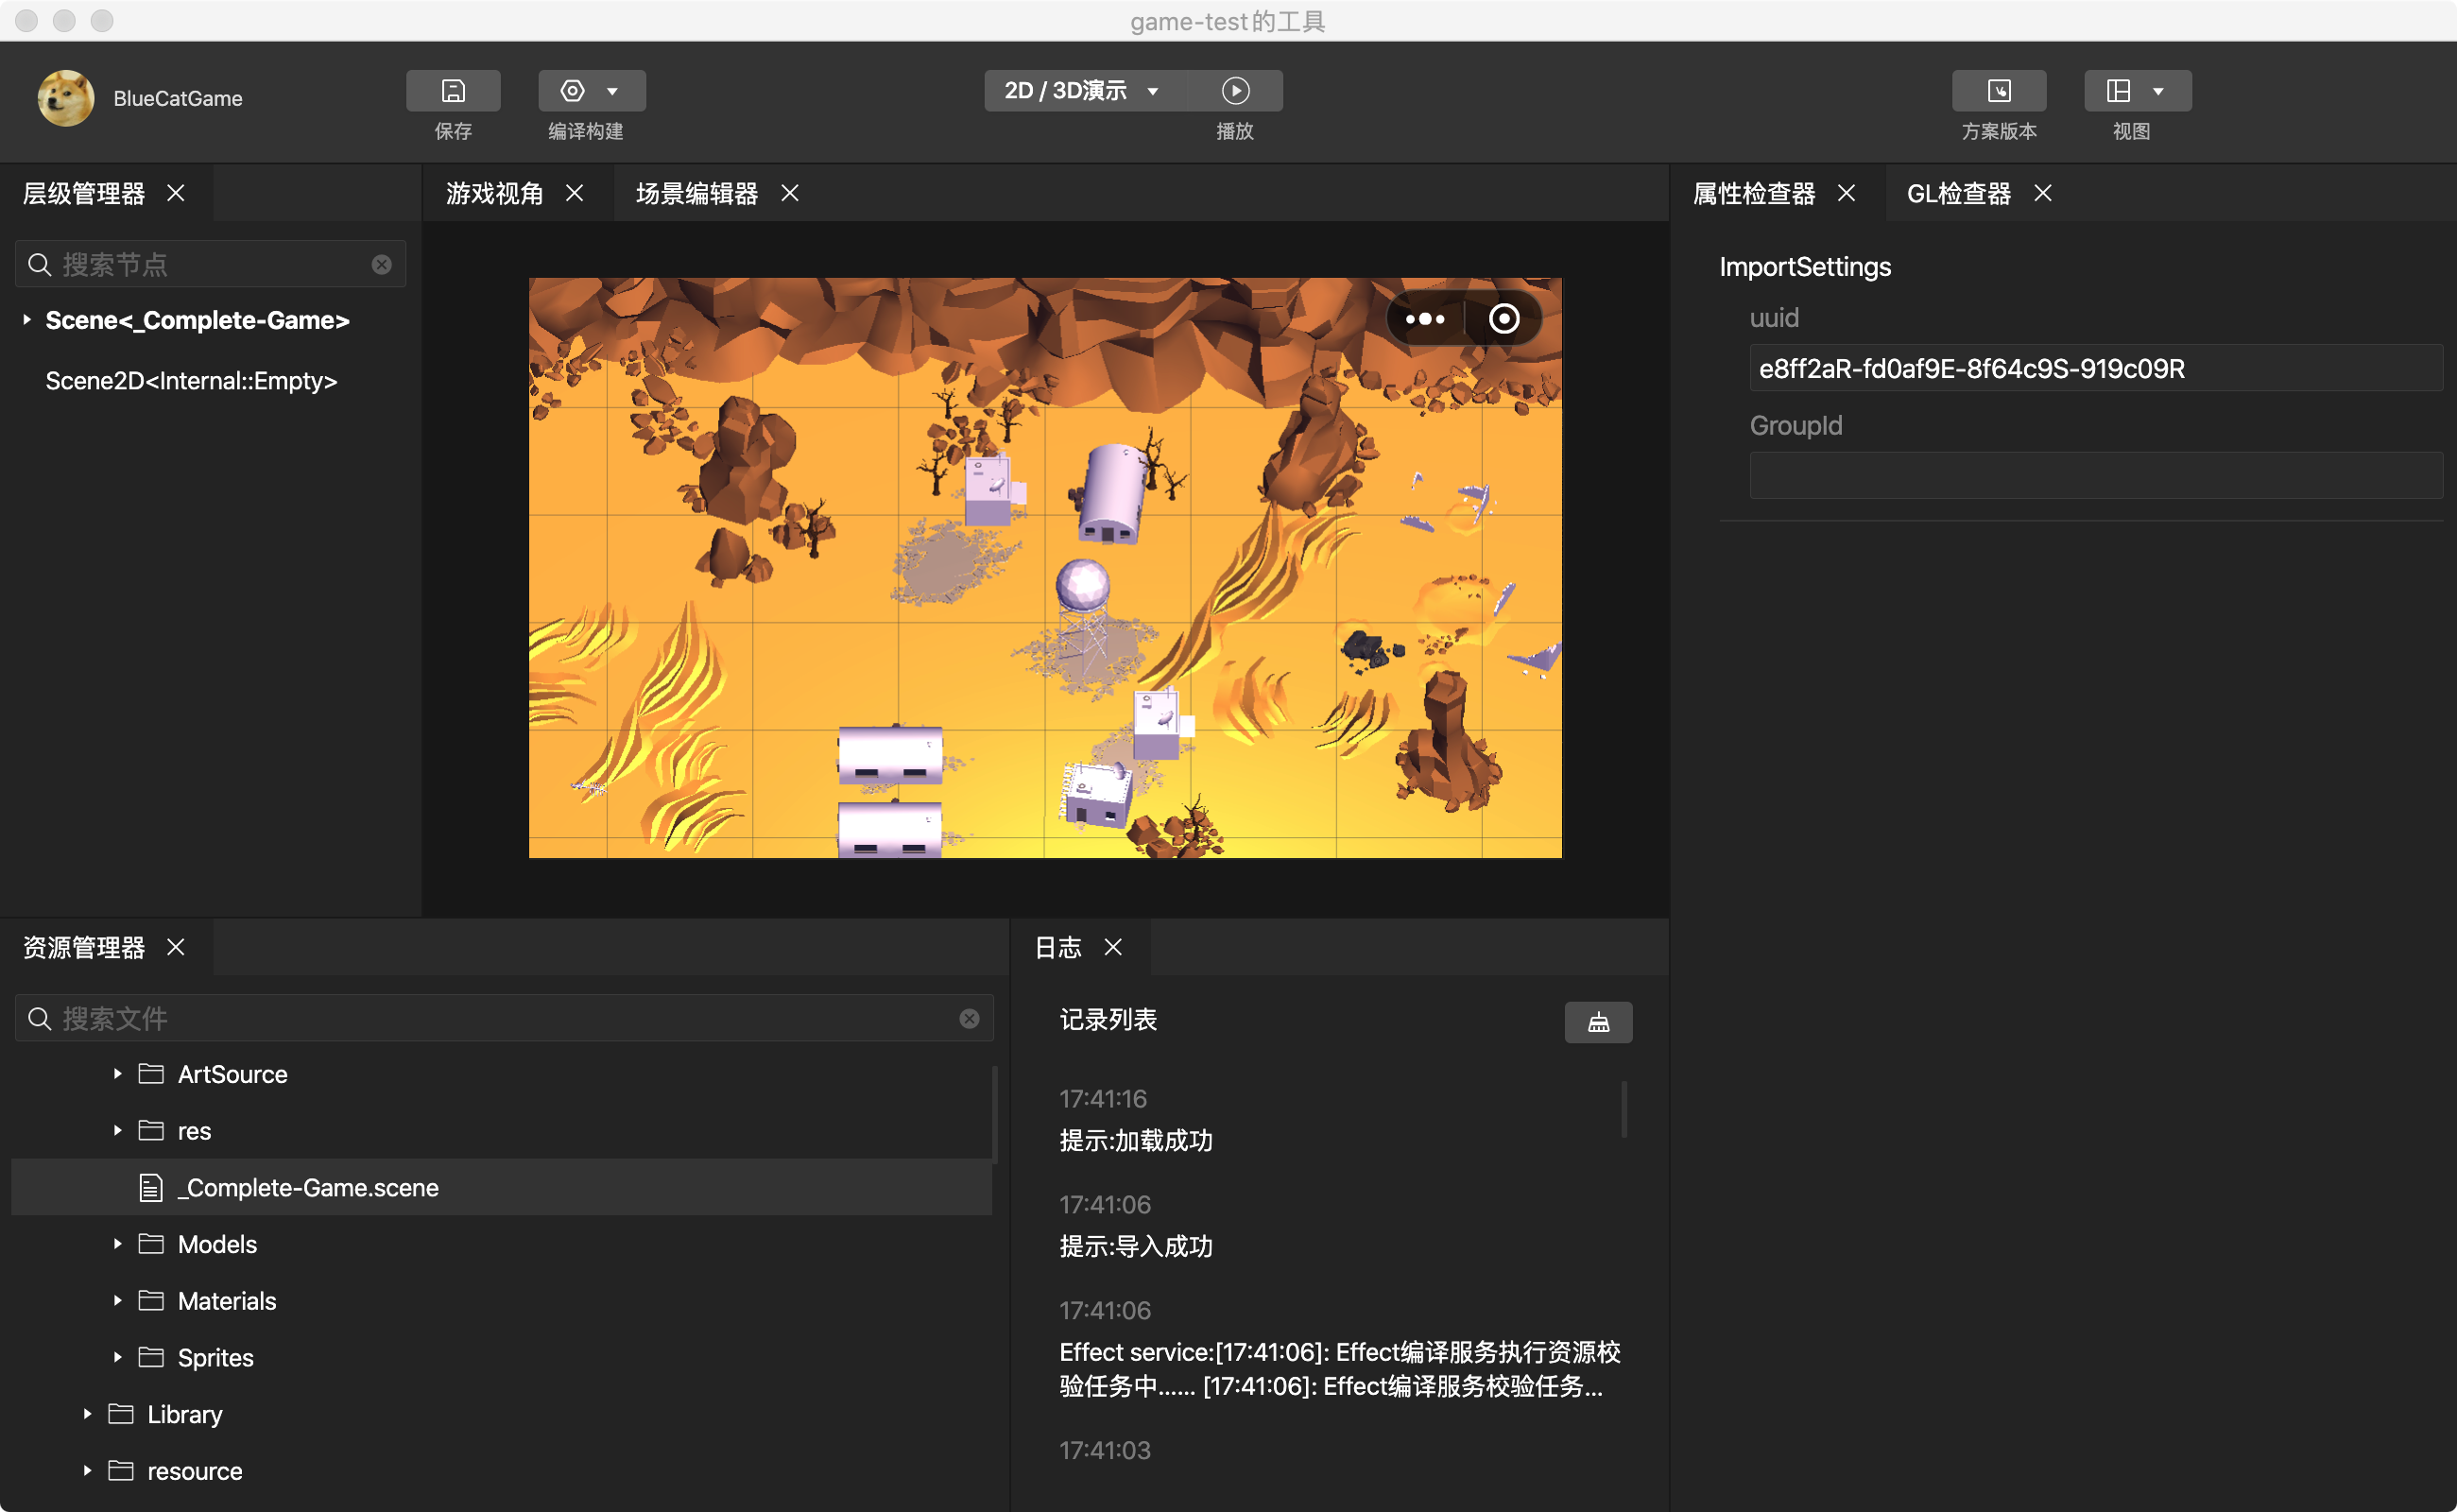 game-test的工具
BlueCatGame
保存
编译构建
2D / 3D演示
播放
方案版本
视图
层级管理器
搜索节点
Scene<_Complete-Game>
Scene2D<Internal::Empty>
游戏视角
场景编辑器
属性检查器
GL检查器
ImportSettings
uuid
e8ff2aR-fd0af9E-8f64c9S-919c09R
GroupId
资源管理器
搜索文件
ArtSource
res
_Complete-Game.scene
Models
Materials
Sprites
Library
resource
日志
记录列表
17:41:16
提示:加载成功
17:41:06
提示:导入成功
17:41:06
Effect service:[17:41:06]: Effect编译服务执行资源校
验任务中...... [17:41:06]: Effect编译服务校验任务...
17:41:03